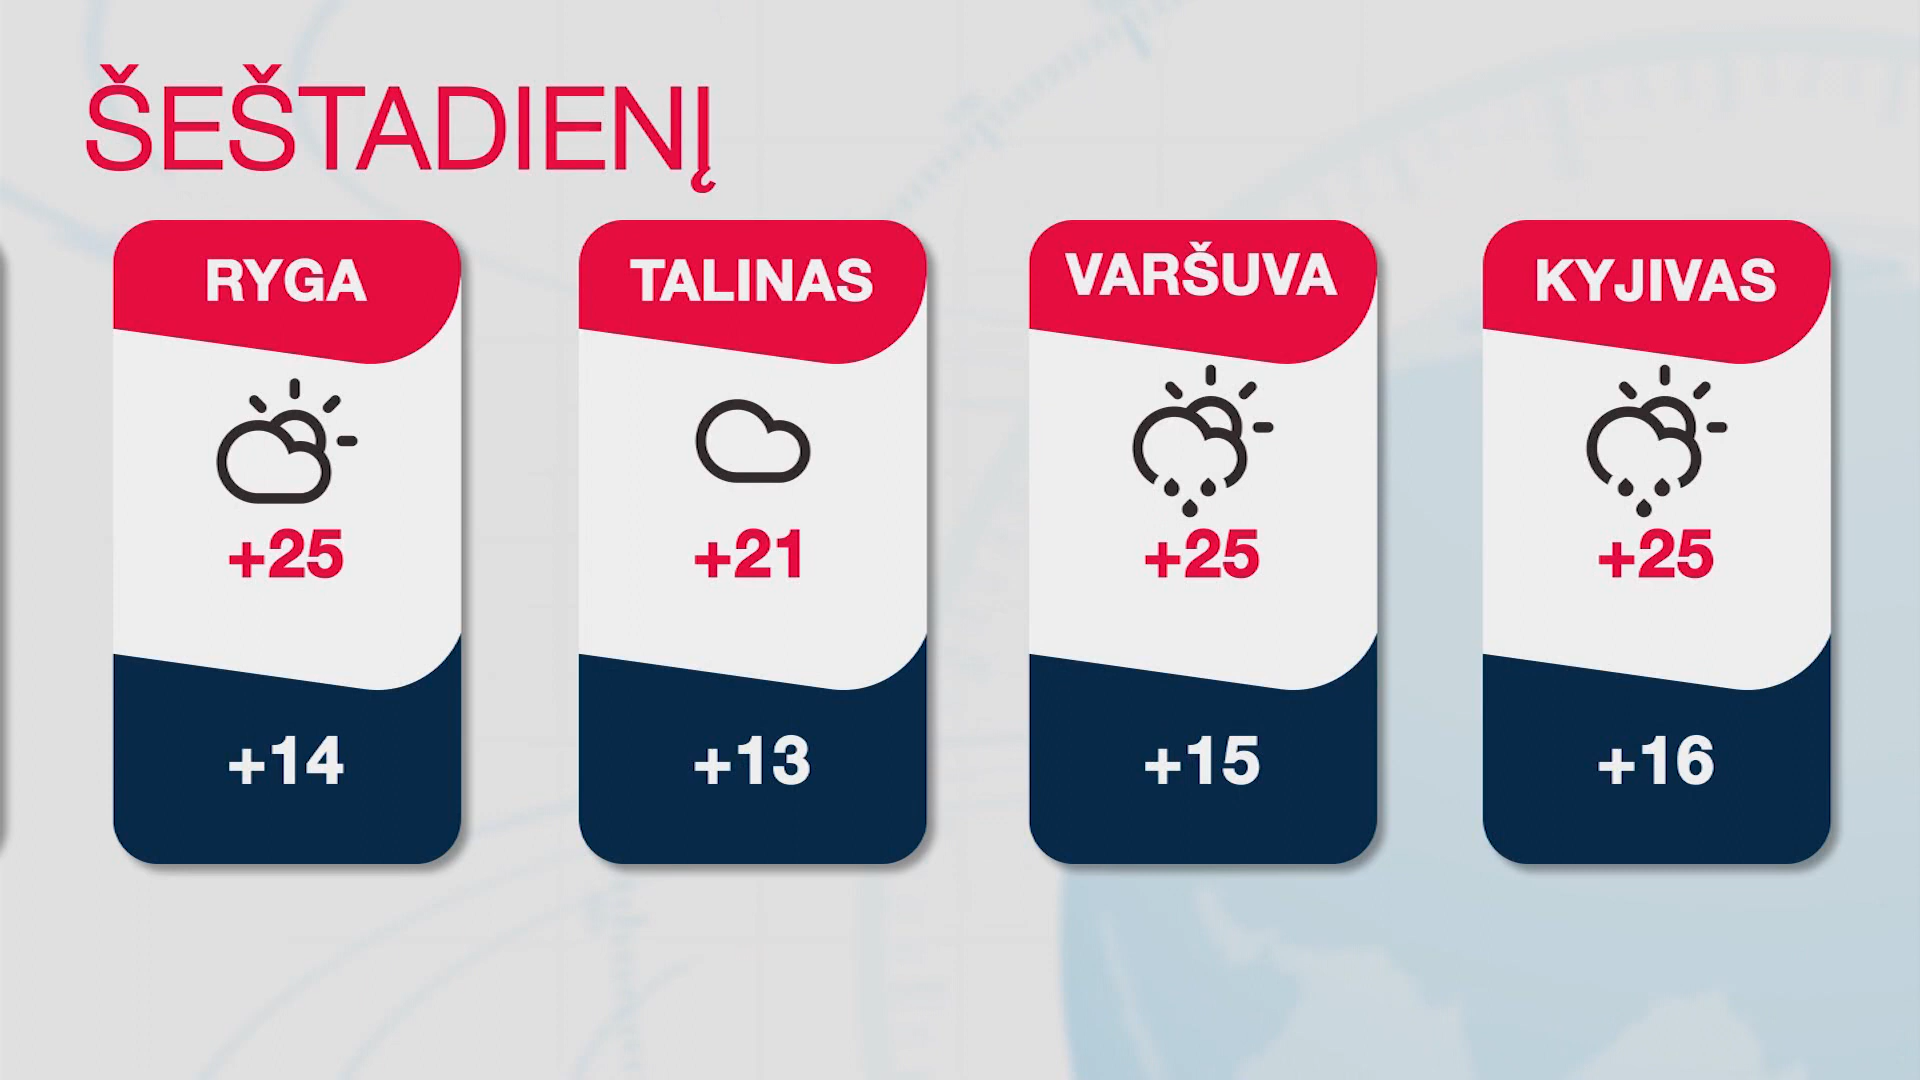 ŠEŠTADIENĮ
RYGA
+25
+14
TALINAS
+21
+13
VARŠUVA
+25
+15
KYJIVAS
+25
+16